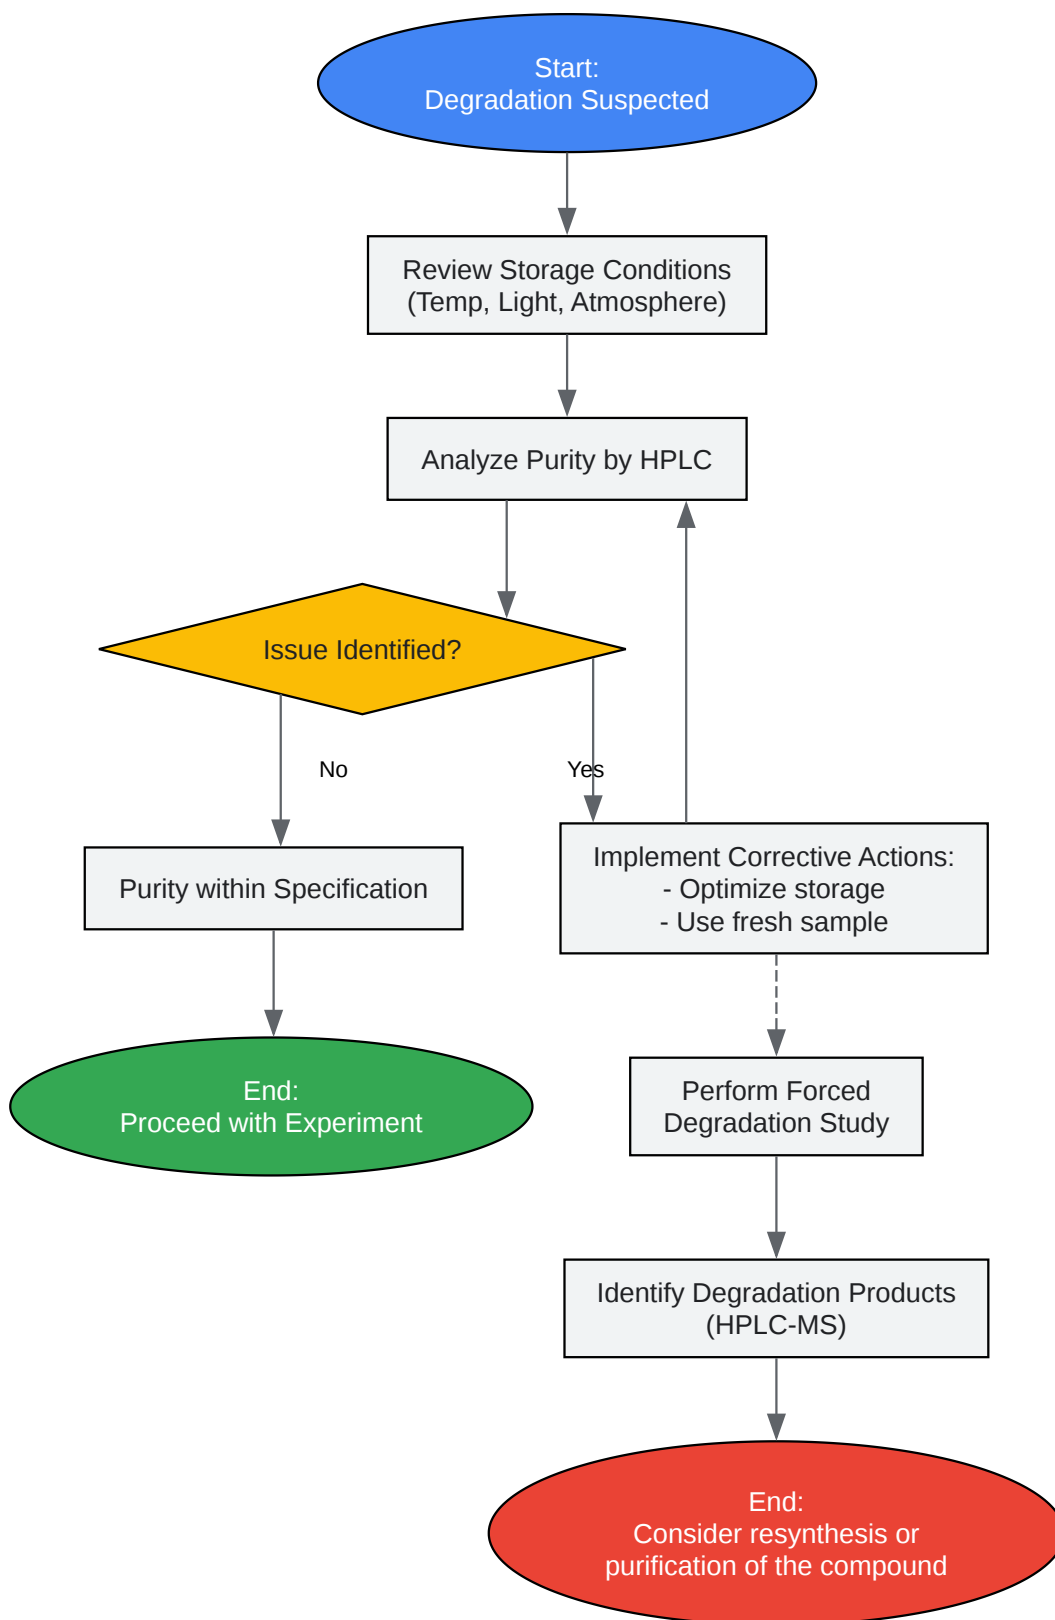 Start:
Degradation Suspected
Review Storage Conditions
(Temp, Light, Atmosphere)
Analyze Purity by HPLC
Issue Identified?
No
Yes
Purity within Specification
Implement Corrective Actions:
- Optimize storage
- Use fresh sample
End:
Proceed with Experiment
Perform Forced
Degradation Study
Identify Degradation Products
(HPLC-MS)
End:
Consider resynthesis or
purification of the compound